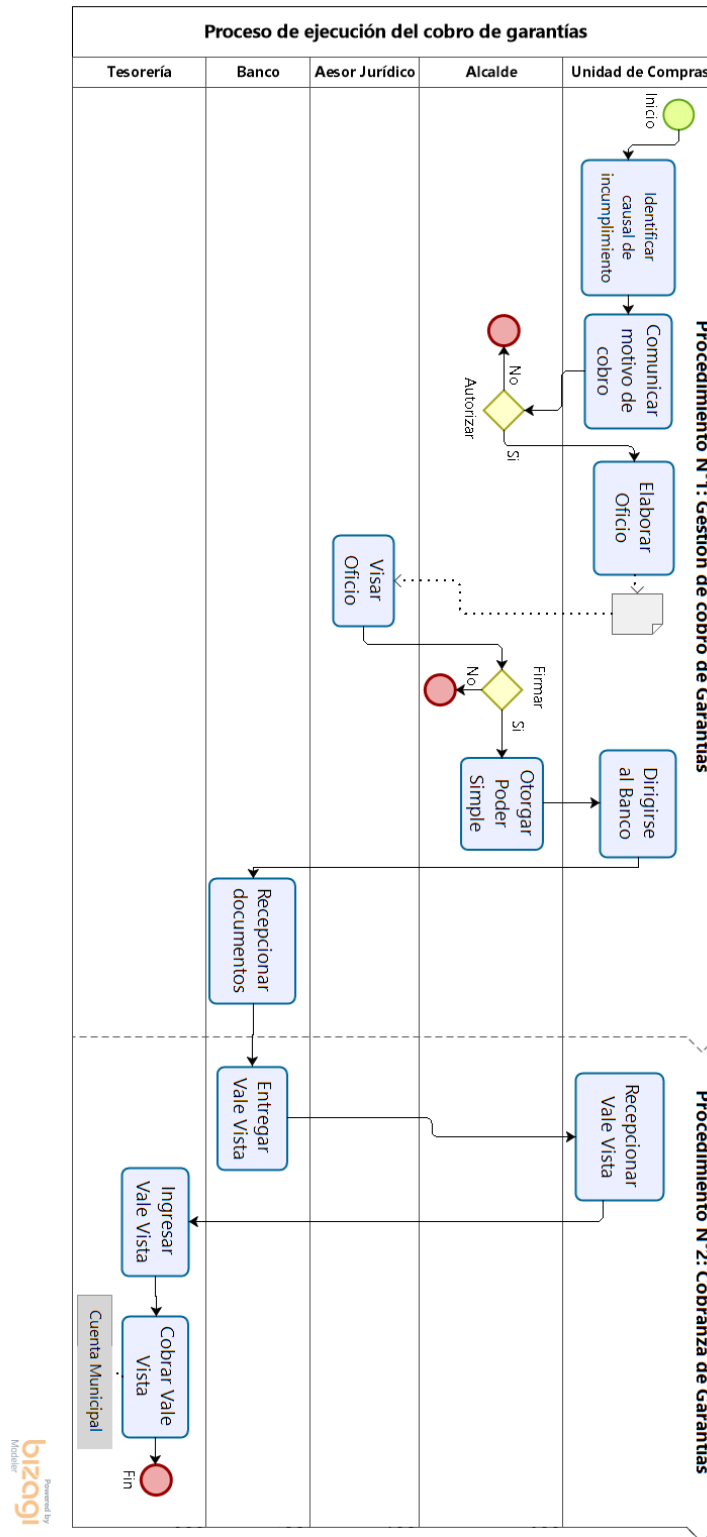 Proceso de ejecución del cobro de garantías
Tesorería
Banco
Aesor Jurídico
Alcalde
Unidad de Compras
Procedimiento N°1: Gestión de cobro de Garantías
Inicio
Identificar
causal de
incumplimiento
Comunicar
motivo de
cobro
No
Autorizar
Si
Elaborar
Oficio
Visar
Oficio
Firmar
No
Si
Otorgar
Poder
Simple
Dirigirse
al Banco
Recepcionar
documentos
Procedimiento N°2: Cobranza de Garantías
Entregar
Vale Vista
Recepcionar
Vale Vista
Ingresar
Vale Vista
Cobrar Vale
Vista
Cuenta Municipal
Fin
Powered by
bizagi
Modeler